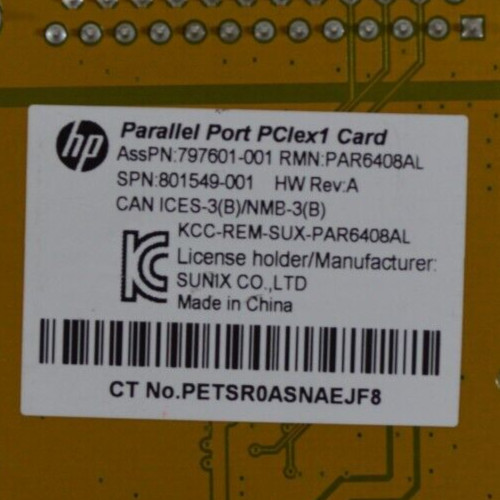 hp
Parallel Port PCIex1 Card
AssPN:797601-001 RMN:PAR6408AL
SPN:801549-001 HW Rev:A
CAN ICES-3(B)/NMB-3(B)
KCC-REM-SUX-PAR6408AL
License holder/Manufacturer:
SUNIX CO.,LTD
Made in China
CT No.PETSR0ASNAEJF8